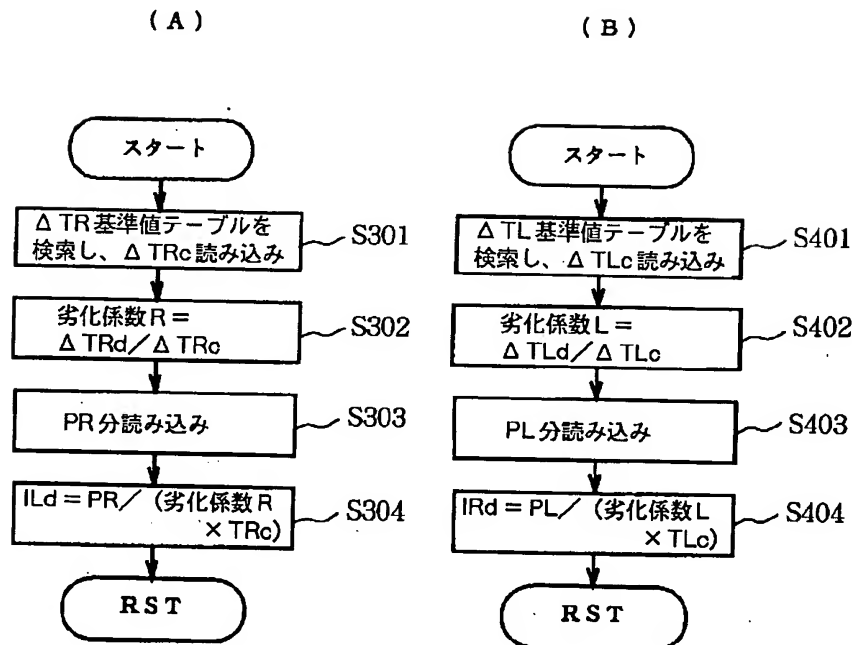 (A)
スタート
ΔTR基準値テーブルを
検索し、ΔTRc読み込み
S301
劣化係数R=
ΔTRd/ΔTRc
S302
PR分読み込み
S303
ILd=PR/(劣化係数R
×TRc)
S304
RST
(B)
スタート
ΔTL基準値テーブルを
検索し、ΔTLc読み込み
S401
劣化係数L=
ΔTLd/ΔTLc
S402
PL分読み込み
S403
IRd=PL/(劣化係数L
×TLc)
S404
RST